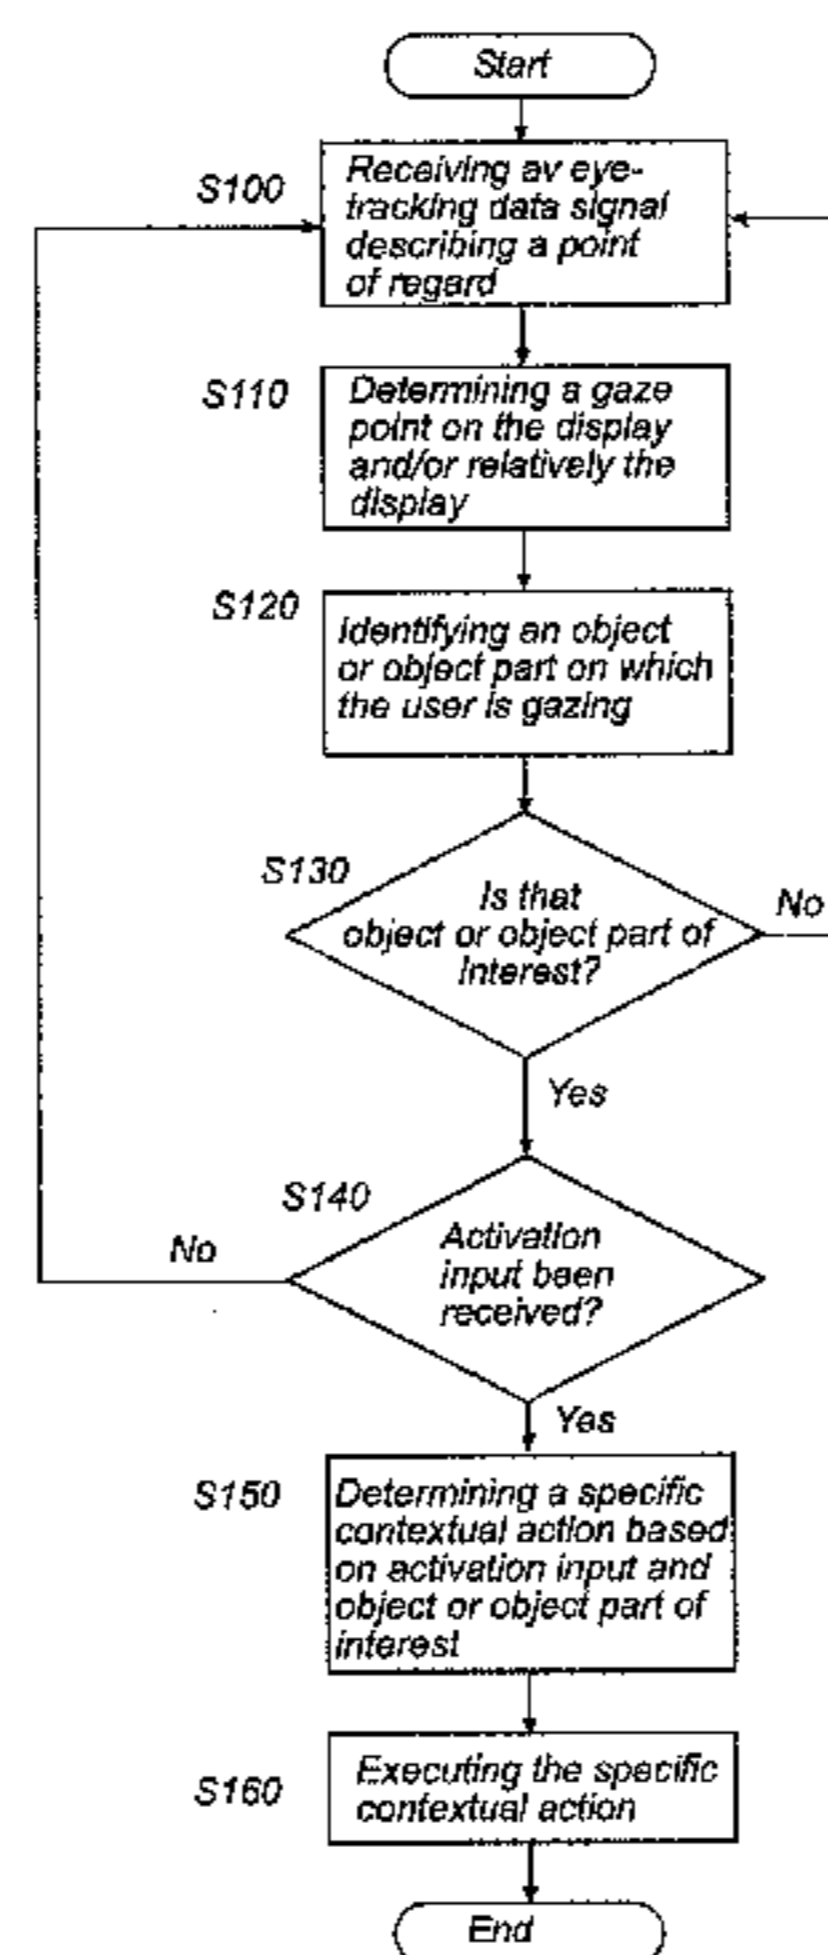 Start
S100
Receiving av eye-
tracking data signal
describing a point
of regard
S110
Determining a gaze
point on the display
and/or relatively the
display
S120
Identifying an object
or object part on which
the user is gazing
S130
Is that
object or object part of
Interest?
No
Yes
S140
Activation
input been
received?
No
Yes
S150
Determining a specific
contextual action based
on activation input and
object or object part of
interest
S160
Executing the specific
contextual action
End